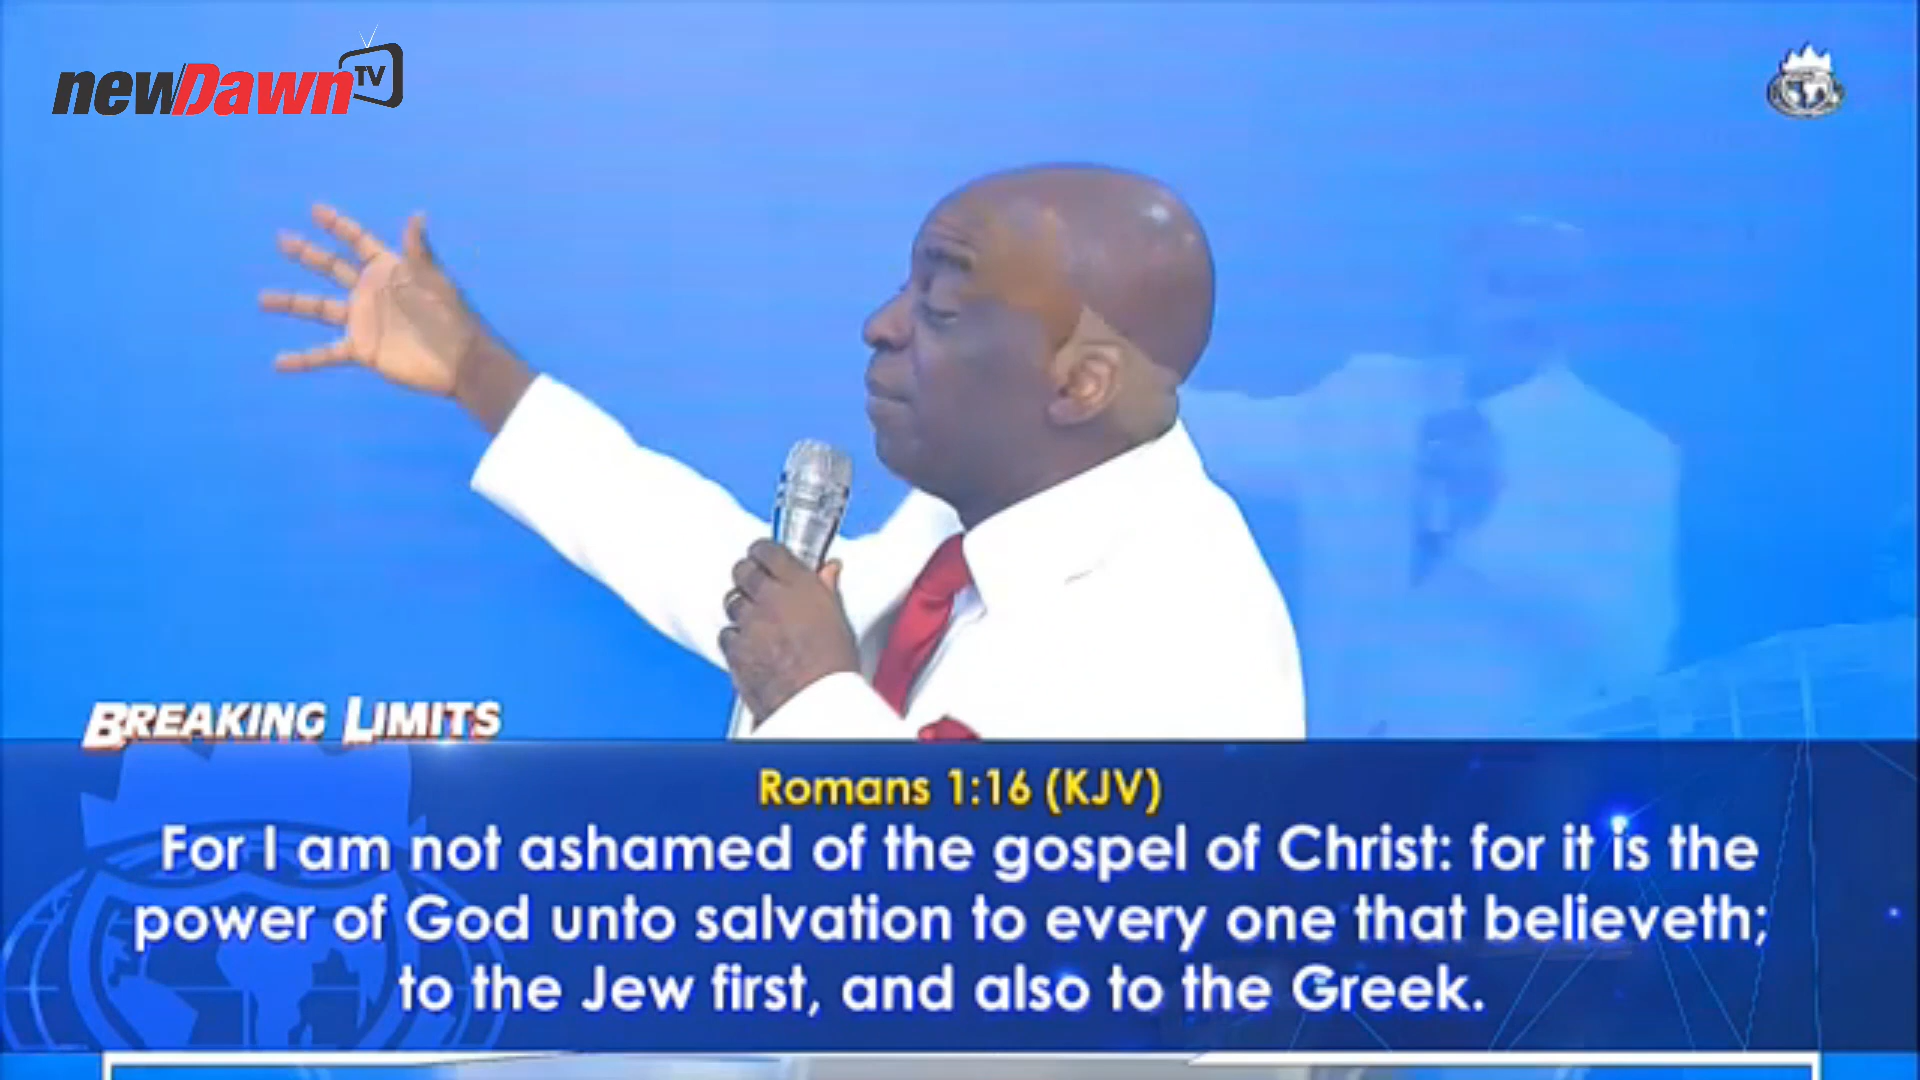 newDawn TV
BREAKING LIMITS
Romans 1:16 (KJV)
For I am not ashamed of the gospel of Christ: for it is the
power of God unto salvation to every one that believeth;
to the Jew first, and also to the Greek.